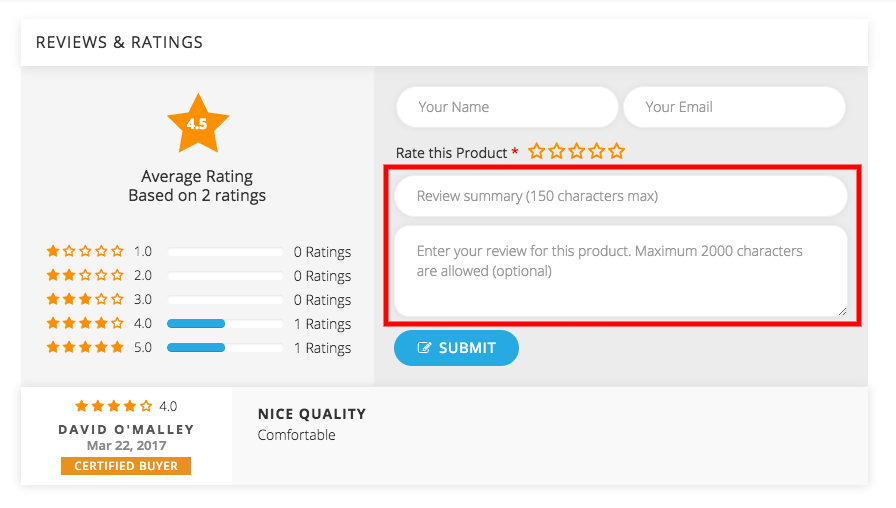 REVIEWS & RATINGS
4.5
Average Rating
Based on 2 ratings
1.0 0 Ratings
2.0 0 Ratings
3.0 0 Ratings
4.0 1 Ratings
5.0 1 Ratings
Your Name Your Email
Rate this Product *
Review summary (150 characters max)
Enter your review for this product. Maximum 2000 characters
are allowed (optional)
SUBMIT
4.0
DAVID O'MALLEY
Mar 22, 2017
CERTIFIED BUYER
NICE QUALITY
Comfortable